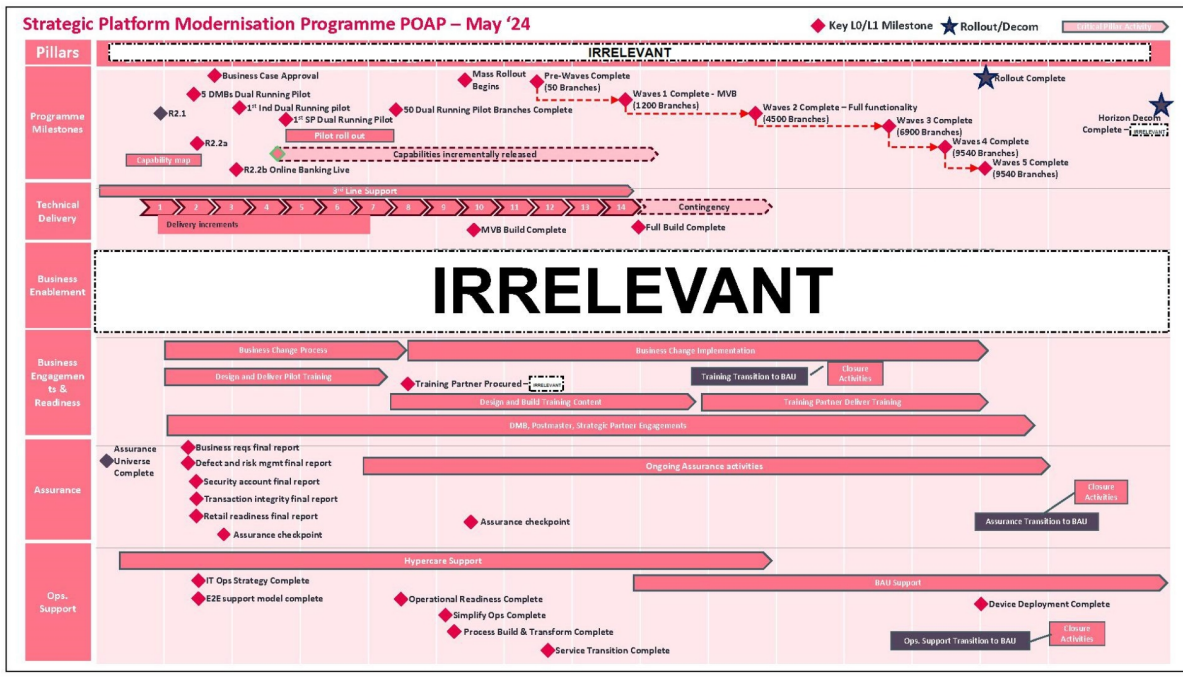 Strategic Platform Modernisation Programme POAP – May ‘24
Key L0/L1 Milestone
Rollout/Decom
Critical Pillar Activity
Pillars
IRRELEVANT
Programme
Milestones
Business Case Approval
5 DMBs Dual Running Pilot
R2.1
1st Ind Dual Running pilot
1st SP Dual Running Pilot
Pilot roll out
R2.2a
Capability map
R2.2b Online Banking Live
Capabilities incrementally released
50 Dual Running Pilot Branches Complete
Mass Rollout
Begins
Pre-Waves Complete
(50 Branches)
Waves 1 Complete - MVB
(1200 Branches)
Waves 2 Complete – Full functionality
(4500 Branches)
Waves 3 Complete
(6900 Branches)
Waves 4 Complete
(9540 Branches)
Waves 5 Complete
(9540 Branches)
Rollout Complete
Horizon Decom
Complete – IRRELEVANT
Technical
Delivery
3rd Line Support
1 2 3 4 5 6 7 8 9 10 11 12 13 14
Contingency
Delivery increments
MVB Build Complete
Full Build Complete
Business
Enablement
IRRELEVANT
Business
Engagemen
ts &
Readiness
Business Change Process
Business Change Implementation
Design and Deliver Pilot Training
Training Partner Procured – IRRELEVANT
Training Transition to BAU
Closure
Activities
Design and Build Training Content
Training Partner Deliver Training
DMB, Postmaster, Strategic Partner Engagements
Assurance
Assurance
Universe
Complete
Business reqs final report
Defect and risk mgmt final report
Security account final report
Transaction integrity final report
Retail readiness final report
Assurance checkpoint
Ongoing Assurance activities
Assurance checkpoint
Closure
Activities
Assurance Transition to BAU
Ops.
Support
Hypercare Support
BAU Support
IT Ops Strategy Complete
E2E support model complete
Operational Readiness Complete
Simplify Ops Complete
Process Build & Transform Complete
Service Transition Complete
Device Deployment Complete
Closure
Activities
Ops. Support Transition to BAU